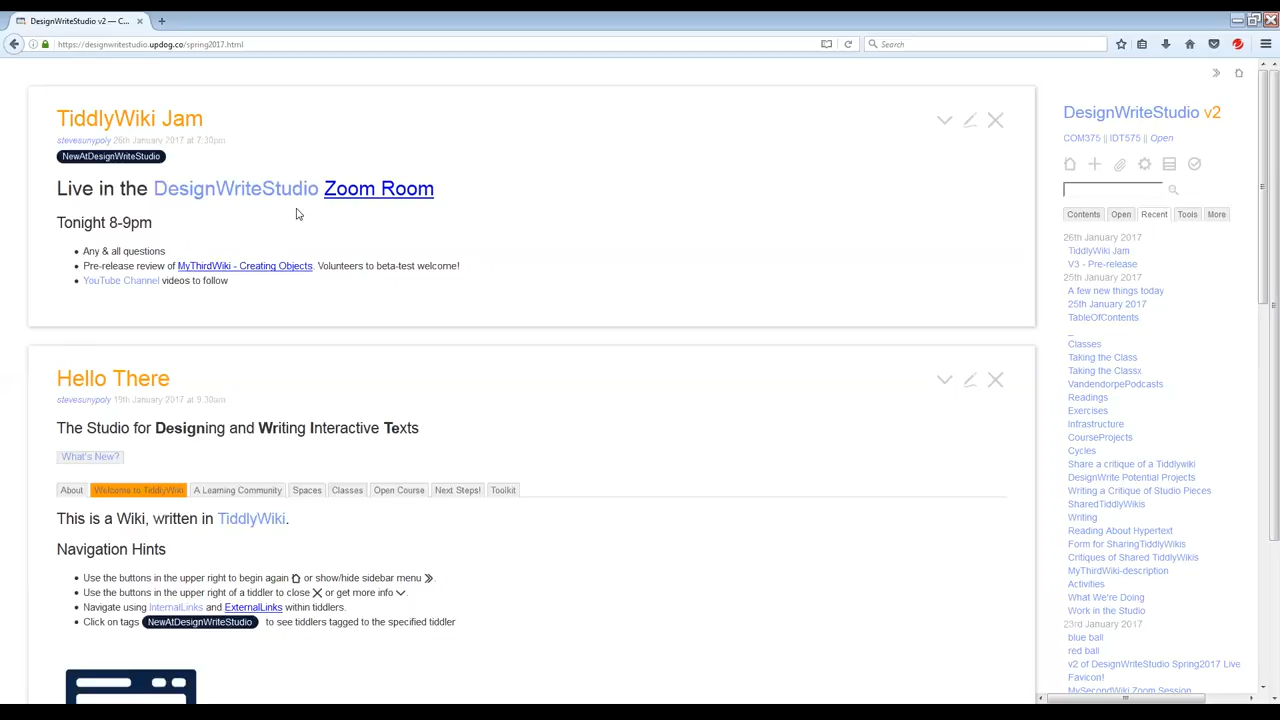 DesignWriteStudio v2 — C...
https://designwritestudio.updog.co/spring2017.html
Search
TiddlyWiki Jam
stevesunypoly 26th January 2017 at 7:30pm
NewAtDesignWriteStudio
Live in the DesignWriteStudio Zoom Room
Tonight 8-9pm
Any & all questions
Pre-release review of MyThirdWiki - Creating Objects. Volunteers to beta-test welcome!
YouTube Channel videos to follow
Hello There
stevesunypoly 19th January 2017 at 9:30am
The Studio for Designing and Writing Interactive Texts
What's New?
About Welcome to TiddlyWiki A Learning Community Spaces Classes Open Course Next Steps! Toolkit
This is a Wiki, written in TiddlyWiki.
Navigation Hints
Use the buttons in the upper right to begin again or show/hide sidebar menu .
Use the buttons in the upper right of a tiddler to close or get more info .
Navigate using InternalLinks and ExternalLinks within tiddlers.
Click on tags NewAtDesignWriteStudio to see tiddlers tagged to the specified tiddler
DesignWriteStudio v2
COM375 || IDT575 || Open
Contents Open Recent Tools More
26th January 2017
TiddlyWiki Jam
V3 - Pre-release
25th January 2017
A few new things today
25th January 2017
TableOfContents
_
Classes
Taking the Class
Taking the Classx
VandendorpePodcasts
Readings
Exercises
Infrastructure
CourseProjects
Cycles
Share a critique of a Tiddlywiki
DesignWrite Potential Projects
Writing a Critique of Studio Pieces
SharedTiddlyWikis
Writing
Reading About Hypertext
Form for SharingTiddlyWikis
Critiques of Shared TiddlyWikis
MyThirdWiki-description
Activities
What We're Doing
Work in the Studio
23rd January 2017
blue ball
red ball
v2 of DesignWriteStudio Spring2017 Live
Favicon!
MySecondWiki Zoom Session